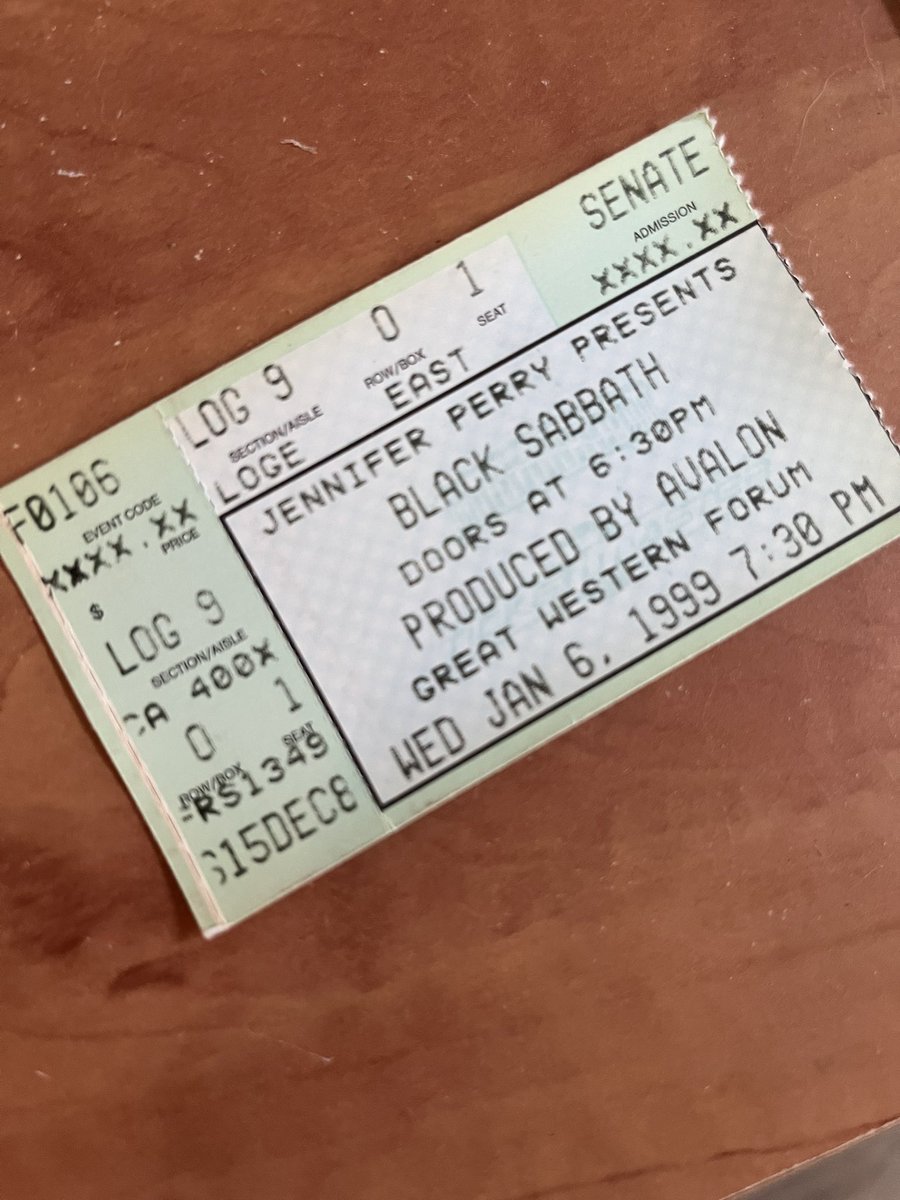 SENATE
ADMISSION
XXXX.XX
LOG 9 0 1
SECTION/AISLE ROW/BOX SEAT
LOGE EAST
JENNIFER PERRY PRESENTS
BLACK SABBATH
DOORS AT 6:30PM
PRODUCED BY AVALON
GREAT WESTERN FORUM
WED JAN 6, 1999 7:30 PM
F0106
EVENT CODE
XXXX.XX
PRICE
$
LOG 9
SECTION/AISLE
CA 400X
0 1
ROW/BOX SEAT
RS1349
15DEC8